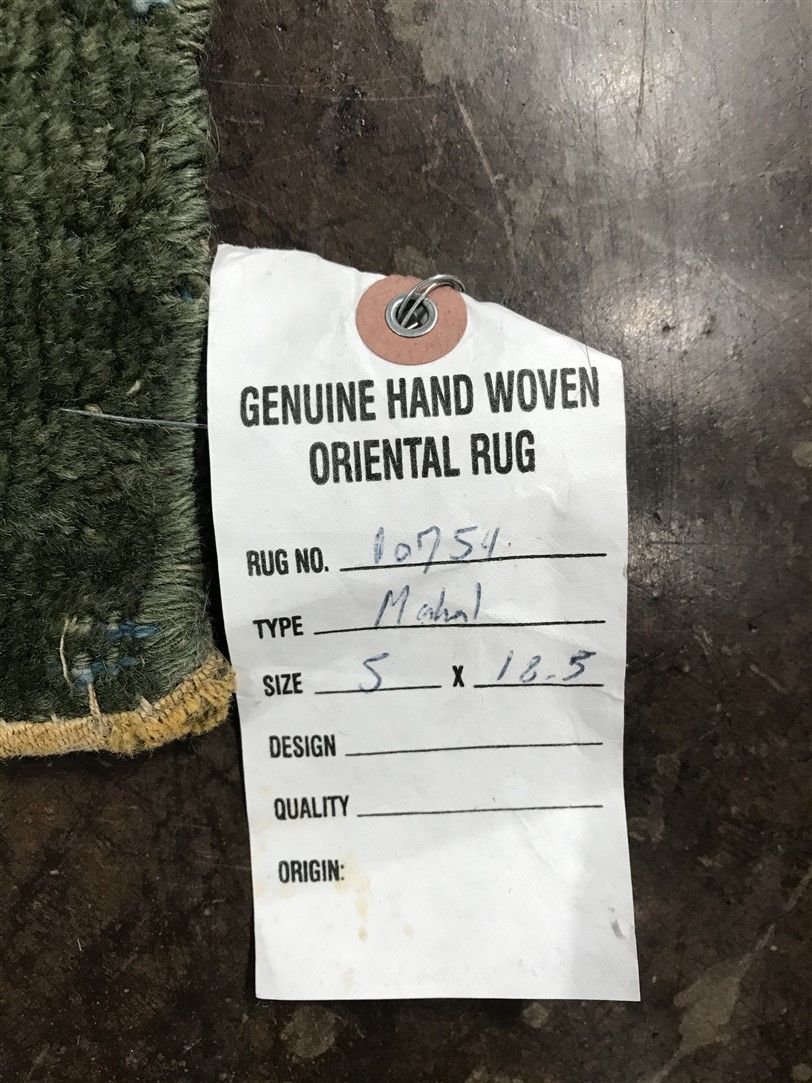 GENUINE HAND WOVEN
ORIENTAL RUG
RUG NO. 10754
TYPE Mahal
SIZE 5 X 18.5
DESIGN
QUALITY
ORIGIN: